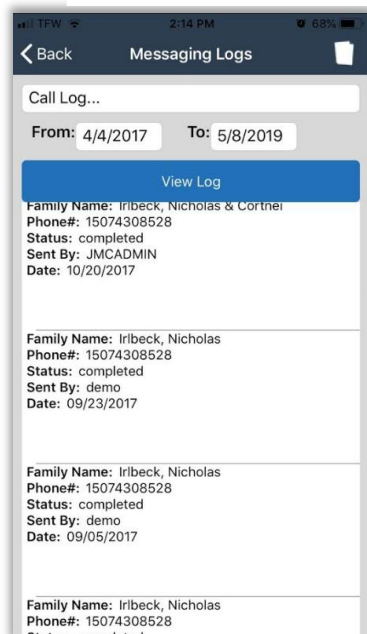 TFW 2:14 PM 68%
Back Messaging Logs
Call Log...
From: 4/4/2017 To: 5/8/2019
View Log
Family Name: Irlbeck, Nicholas & Cortnei
Phone#: 15074308528
Status: completed
Sent By: JMCADMIN
Date: 10/20/2017
Family Name: Irlbeck, Nicholas
Phone#: 15074308528
Status: completed
Sent By: demo
Date: 09/23/2017
Family Name: Irlbeck, Nicholas
Phone#: 15074308528
Status: completed
Sent By: demo
Date: 09/05/2017
Family Name: Irlbeck, Nicholas
Phone#: 15074308528